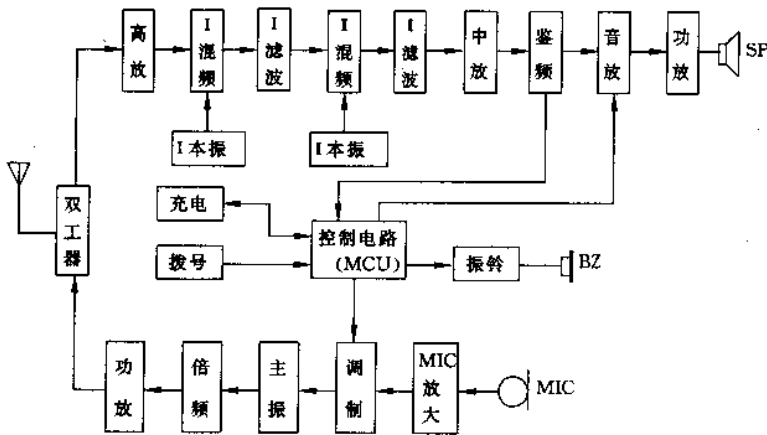 高放
I混频
I滤波
I混频
I滤波
中放
鉴频
音放
功放
SP
I本振
I本振
双工器
充电
拨号
控制电路
(MCU)
振铃
BZ
功放
倍频
主振
调制
MIC放大
MIC